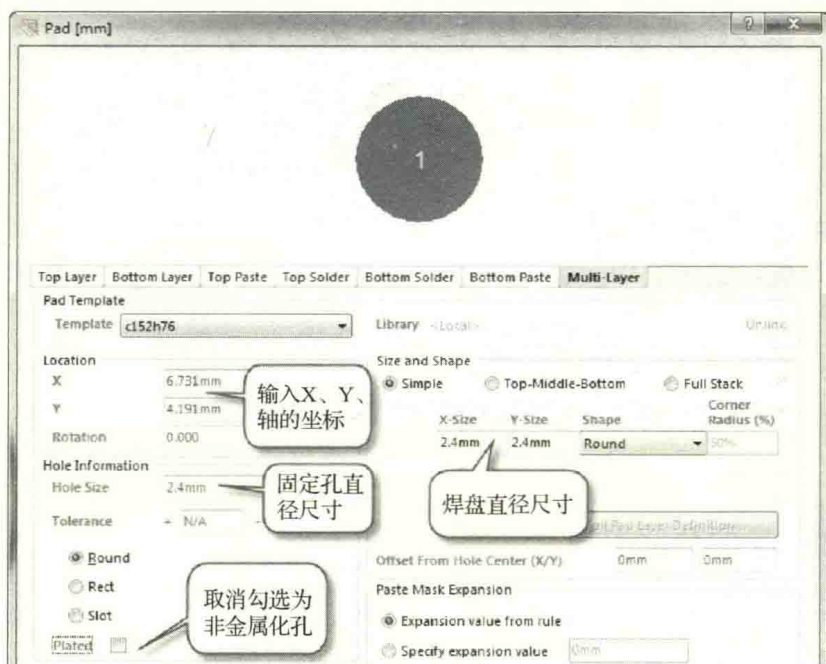 Pad [mm]
1
Top Layer Bottom Layer Top Paste Top Solder Bottom Solder Bottom Paste Multi-Layer
Pad Template
Template c152h76 Library <Local> Unlink
Location
X 6.731mm
Y 4.191mm
Rotation 0.000
输入X、Y、
轴的坐标
Size and Shape
Simple Top-Middle-Bottom Full Stack
X-Size Y-Size Shape Corner
Radius (%)
2.4mm 2.4mm Round 50%
焊盘直径尺寸
Hole Information
Hole Size 2.4mm
固定孔直
径尺寸
Tolerance + N/A -
Round
Rect
Slot
Plated
取消勾选为
非金属化孔
Pad Layer Definition...
Offset From Hole Center (X/Y) 0mm 0mm
Paste Mask Expansion
Expansion value from rule
Specify expansion value 0mm